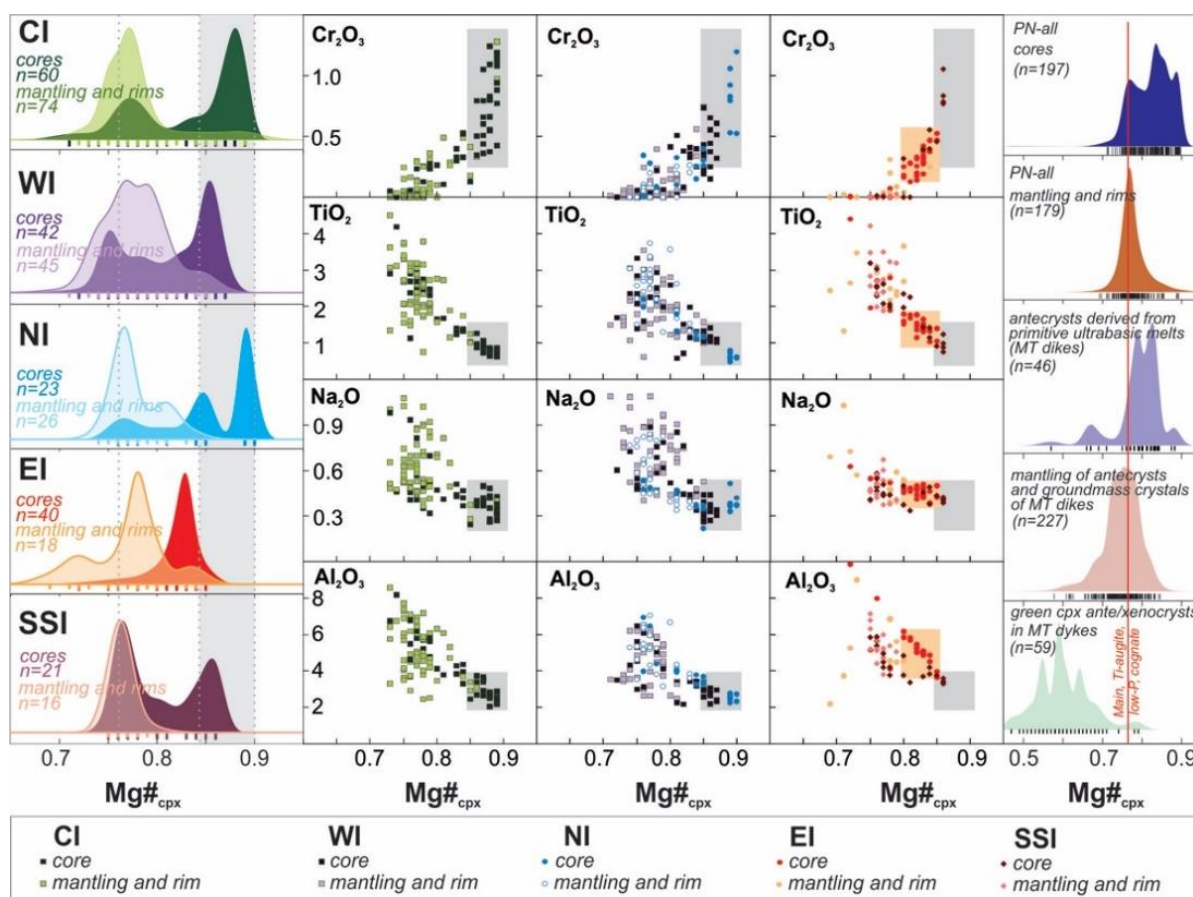 CI
cores
n=60
mantling and rims
n=74
WI
cores
n=42
mantling and rims
n=45
NI
cores
n=23
mantling and rims
n=26
EI
cores
n=40
mantling and rims
n=18
SSI
cores
n=21
mantling and rims
n=16
0.7 0.8 0.9
Mg#cpx
Cr₂O₃
1.0
0.5
TiO₂
4
3
2
1
Na₂O
0.9
0.6
0.3
Al₂O₃
8
6
4
2
0.7 0.8 0.9
Mg#cpx
Cr₂O₃
TiO₂
Na₂O
Al₂O₃
0.7 0.8 0.9
Mg#cpx
Cr₂O₃
TiO₂
Na₂O
Al₂O₃
0.7 0.8 0.9
Mg#cpx
PN-all
cores
(n=197)
PN-all
mantling and rims
(n=179)
antecrysts derived from
primitive ultrabasic melts
(MT dikes)
(n=46)
mantling of antecrysts
and groundmass crystals
of MT dikes
(n=227)
green cpx ante/xenocrysts
in MT dykes
(n=59)
Main, Ti-augite,
low-P, cognate
0.5 0.7 0.8 0.9
Mg#cpx
CI
core
mantling and rim
WI
core
mantling and rim
NI
core
mantling and rim
EI
core
mantling and rim
SSI
core
mantling and rim